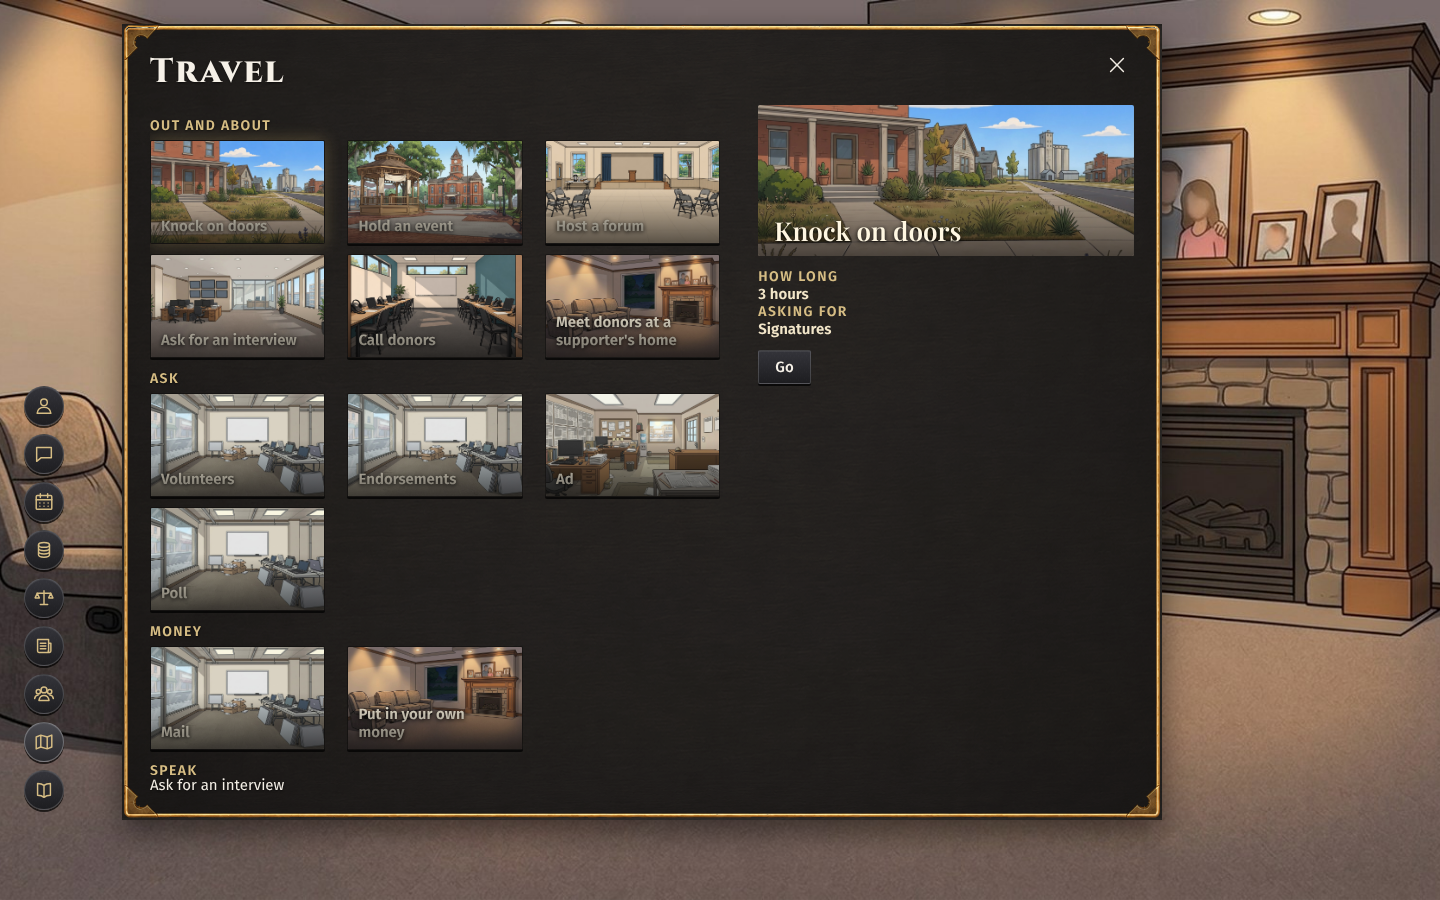 Travel
OUT AND ABOUT
Knock on doors
Hold an event
Host a forum
Ask for an interview
Call donors
Meet donors at a
supporter's home
ASK
Volunteers
Endorsements
Ad
Poll
MONEY
Mail
Put in your own
money
SPEAK
Ask for an interview
Knock on doors
HOW LONG
3 hours
ASKING FOR
Signatures
Go